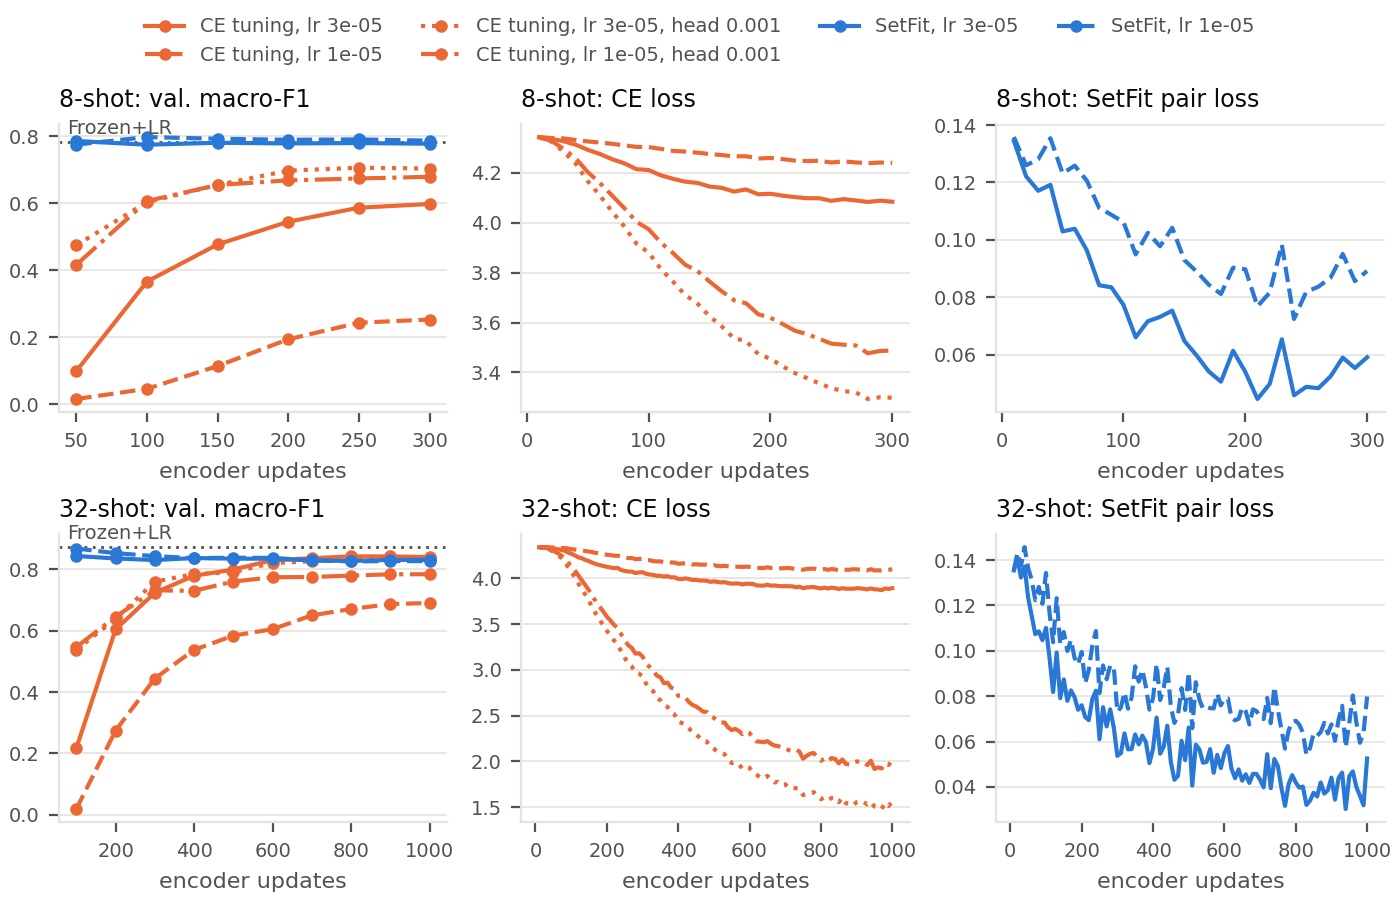 CE tuning, lr 3e-05
CE tuning, lr 3e-05, head 0.001
SetFit, lr 3e-05
SetFit, lr 1e-05
CE tuning, lr 1e-05
CE tuning, lr 1e-05, head 0.001
8-shot: val. macro-F1
Frozen+LR
0.8
0.6
0.4
0.2
0.0
50 100 150 200 250 300
encoder updates
8-shot: CE loss
4.2
4.0
3.8
3.6
3.4
0 100 200 300
encoder updates
8-shot: SetFit pair loss
0.14
0.12
0.10
0.08
0.06
0 100 200 300
encoder updates
32-shot: val. macro-F1
Frozen+LR
0.8
0.6
0.4
0.2
0.0
200 400 600 800 1000
encoder updates
32-shot: CE loss
4.0
3.5
3.0
2.5
2.0
1.5
0 200 400 600 800 1000
encoder updates
32-shot: SetFit pair loss
0.14
0.12
0.10
0.08
0.06
0.04
0 200 400 600 800 1000
encoder updates